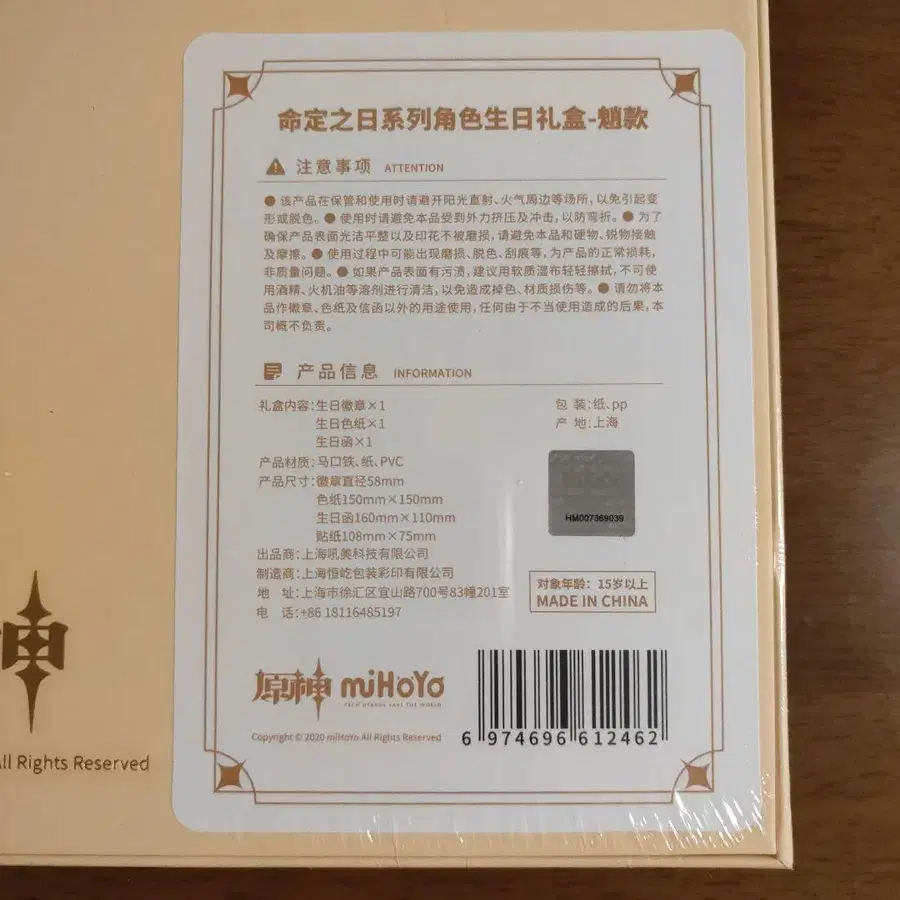 命定之日系列角色生日礼盒-魈款
注意事项 ATTENTION
● 该产品在保管和使用时请避开阳光直射、火气周边等场所,以免引起变
形或脱色。● 使用时请避免本品受到外力挤压及冲击,以防弯折。● 为了
确保产品表面光洁平整以及印花不被磨损,请避免本品和硬物、锐物接触
及摩擦。● 使用过程中可能出现磨损、脱色、刮痕等,为产品的正常损耗,
非质量问题。● 如果产品表面有污渍,建议用软质湿布轻轻擦拭,不可使
用酒精、火机油等溶剂进行清洁,以免造成掉色、材质损伤等。● 请勿将本
品作徽章、色纸及信函以外的用途使用,任何由于不当使用造成的后果,本
司概不负责。
产品信息 INFORMATION
礼盒内容:生日徽章×1
生日色纸×1
生日函×1
产品材质:马口铁、纸、PVC
产品尺寸:徽章直径58mm
色纸150mm×150mm
生日函160mm×110mm
贴纸108mm×75mm
出品商:上海吼美科技有限公司
制造商:上海恒屹包装彩印有限公司
地 址:上海市徐汇区宜山路700号83幢201室
电 话:+86 18116485197
包 装:纸、pp
产 地:上海
HM007369039
对象年龄:15岁以上
MADE IN CHINA
原神 miHoYo
TECH OTAKUS SAVE THE WORLD
Copyright © 2020 miHoYo All Rights Reserved
6 974696 612462
神
All Rights Reserved